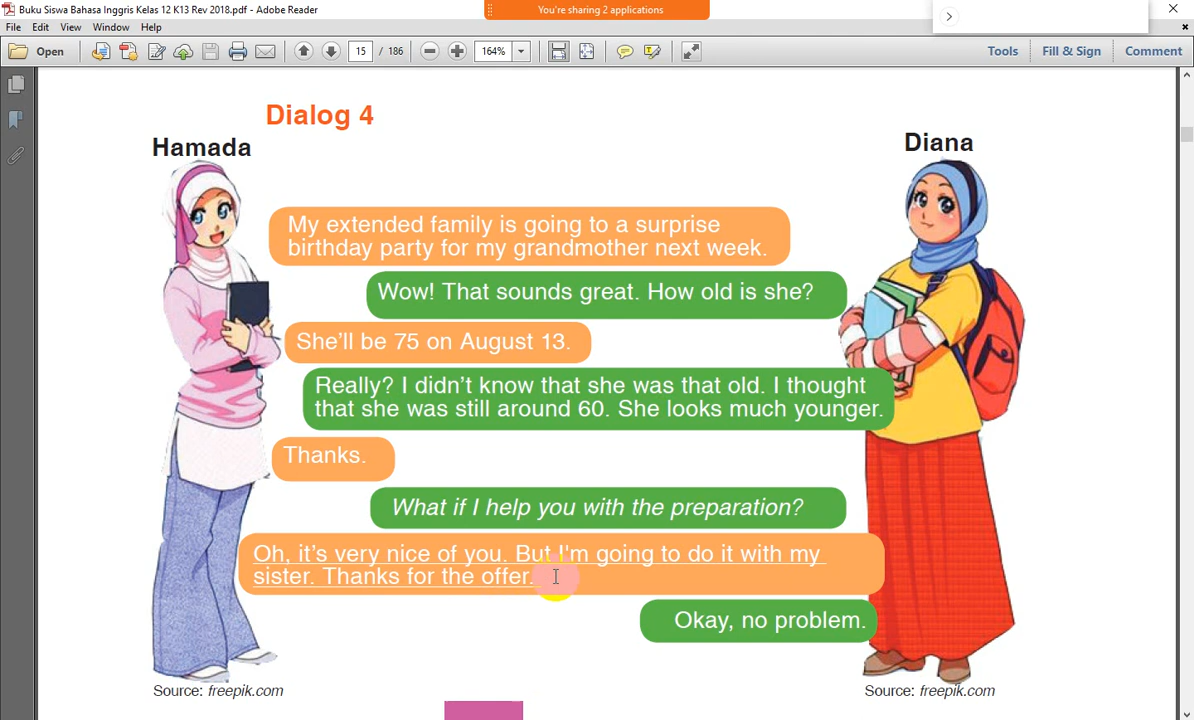 Buku Siswa Bahasa Inggris Kelas 12 K13 Rev 2018.pdf - Adobe Reader
You're sharing 2 applications
File Edit View Window Help
Open 15 / 186 164% Tools Fill & Sign Comment
Dialog 4
Hamada
Diana
My extended family is going to a surprise
birthday party for my grandmother next week.
Wow! That sounds great. How old is she?
She'll be 75 on August 13.
Really? I didn't know that she was that old. I thought
that she was still around 60. She looks much younger.
Thanks.
What if I help you with the preparation?
Oh, it's very nice of you. But I'm going to do it with my
sister. Thanks for the offer.
Okay, no problem.
Source: freepik.com
Source: freepik.com